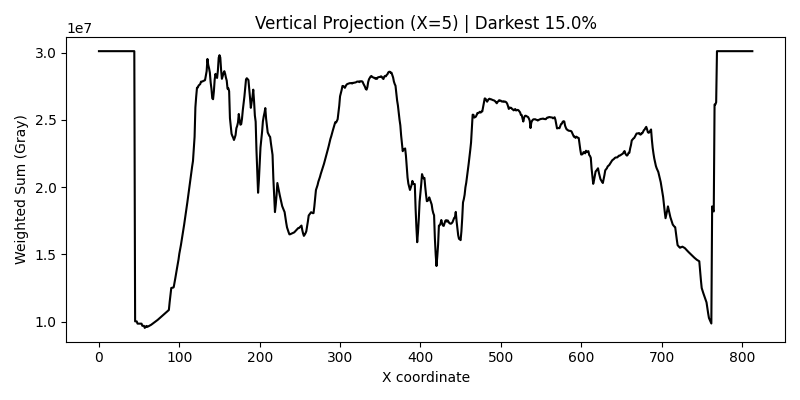 Vertical Projection (X=5) | Darkest 15.0%
1e7
3.0
2.5
2.0
1.5
1.0
Weighted Sum (Gray)
0 100 200 300 400 500 600 700 800
X coordinate